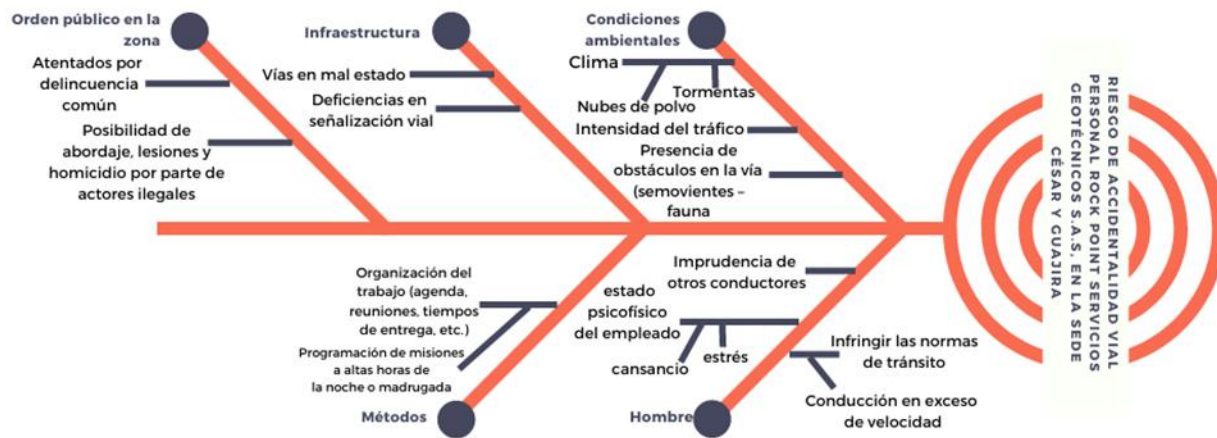 Orden público en la
zona
Atentados por
delincuencia
común
Posibilidad de
abordaje, lesiones y
homicidio por parte de
actores ilegales
Infraestructura
Vías en mal estado
Deficiencias en
señalización vial
Condiciones
ambientales
Clima
Tormentas
Nubes de polvo
Intensidad del tráfico
Presencia de
obstáculos en la vía
(semovientes –
fauna
Organización del
trabajo (agenda,
reuniones, tiempos
de entrega, etc.)
Programación de misiones
a altas horas de
la noche o madrugada
Métodos
Imprudencia de
otros conductores
estado
psicofísico
del empleado
cansancio
estrés
Infringir las normas
de tránsito
Conducción en exceso
de velocidad
Hombre
RIESGO DE ACCIDENTALIDAD VIAL
PERSONAL ROCK POINT SERVICIOS
GEOTÉCNICOS S.A.S, EN LA SEDE
CÉSAR Y GUAJIRA